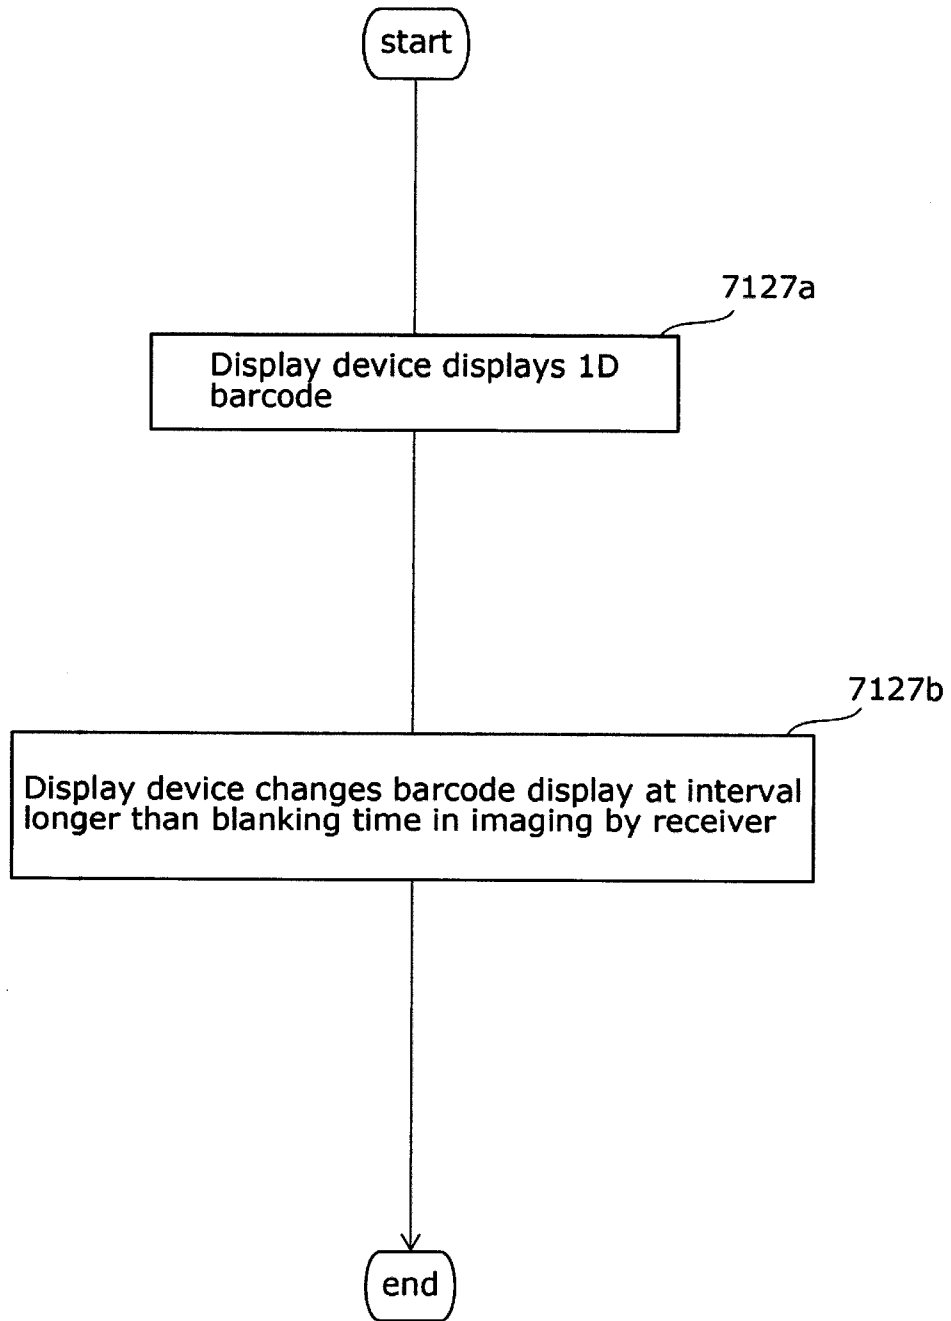 start
7127a
Display device displays 1D
barcode
7127b
Display device changes barcode display at interval
longer than blanking time in imaging by receiver
end